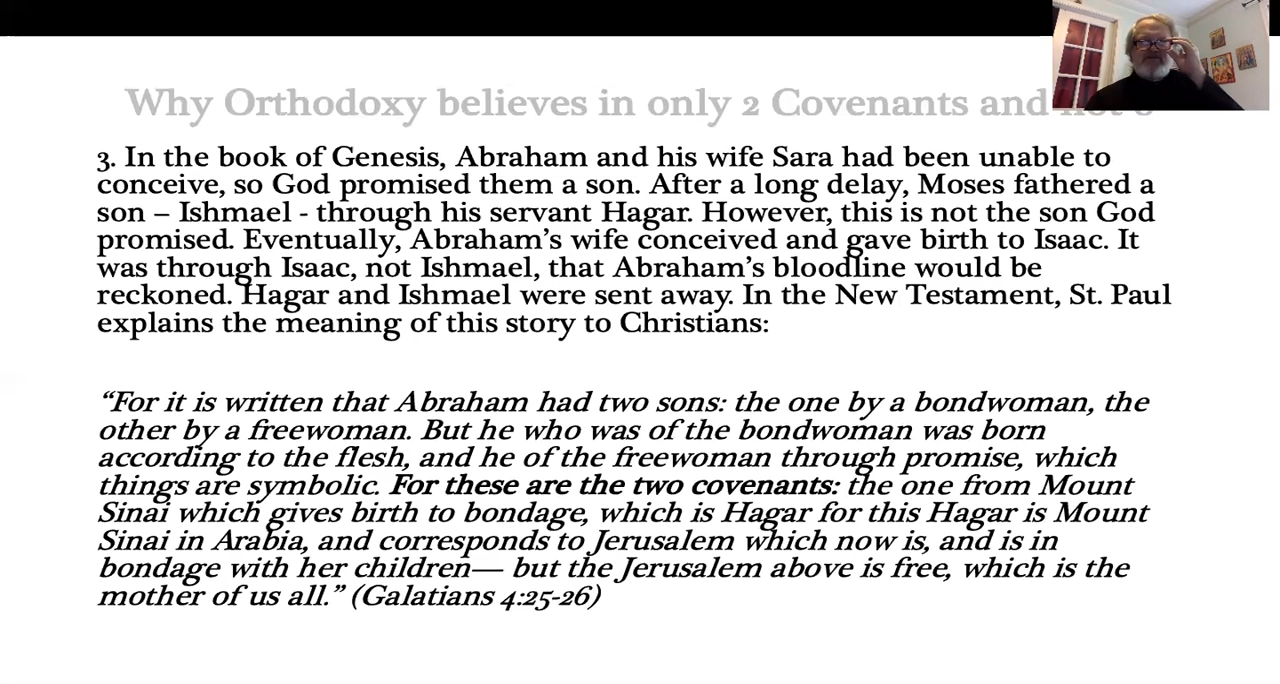 Why Orthodoxy believes in only 2 Covenants and
3. In the book of Genesis, Abraham and his wife Sara had been unable to
conceive, so God promised them a son. After a long delay, Moses fathered a
son – Ishmael - through his servant Hagar. However, this is not the son God
promised. Eventually, Abraham’s wife conceived and gave birth to Isaac. It
was through Isaac, not Ishmael, that Abraham’s bloodline would be
reckoned. Hagar and Ishmael were sent away. In the New Testament, St. Paul
explains the meaning of this story to Christians:
“For it is written that Abraham had two sons: the one by a bondwoman, the
other by a freewoman. But he who was of the bondwoman was born
according to the flesh, and he of the freewoman through promise, which
things are symbolic. For these are the two covenants: the one from Mount
Sinai which gives birth to bondage, which is Hagar for this Hagar is Mount
Sinai in Arabia, and corresponds to Jerusalem which now is, and is in
bondage with her children— but the Jerusalem above is free, which is the
mother of us all.” (Galatians 4:25-26)